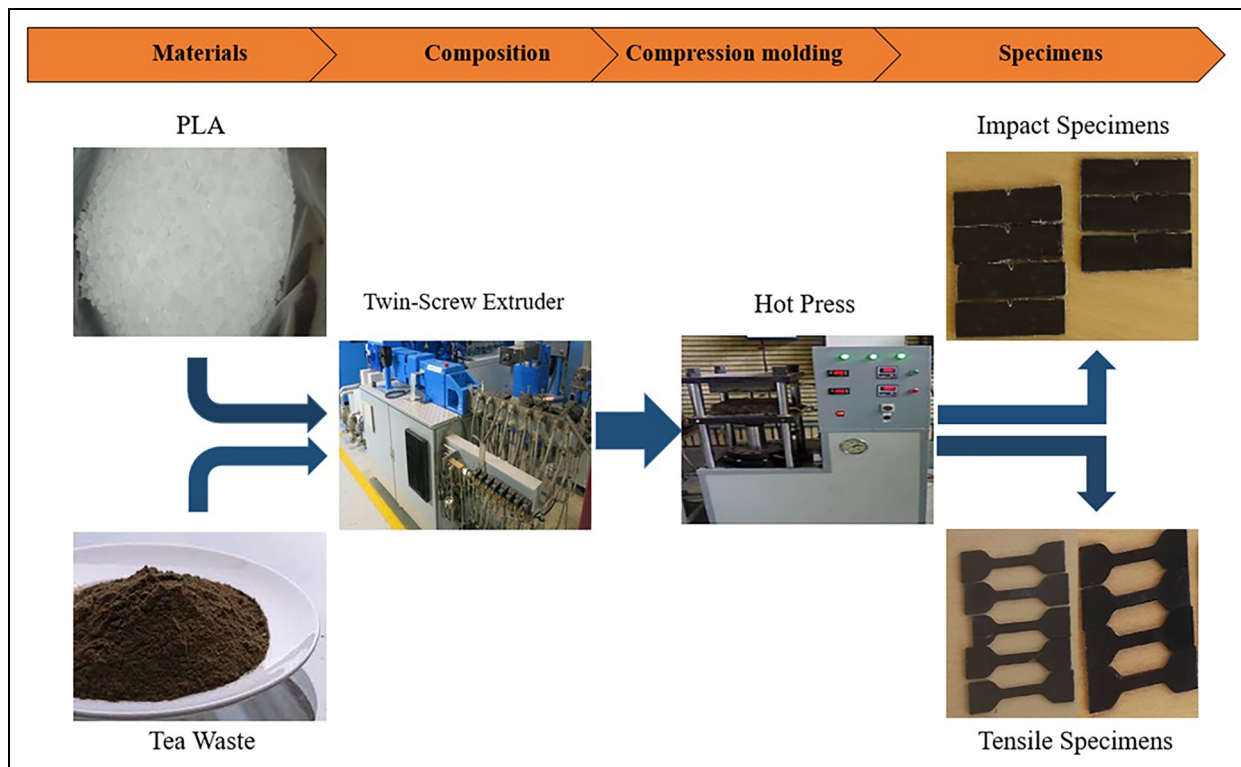 Materials
Composition
Compression molding
Specimens
PLA
Impact Specimens
Twin-Screw Extruder
Hot Press
Tea Waste
Tensile Specimens